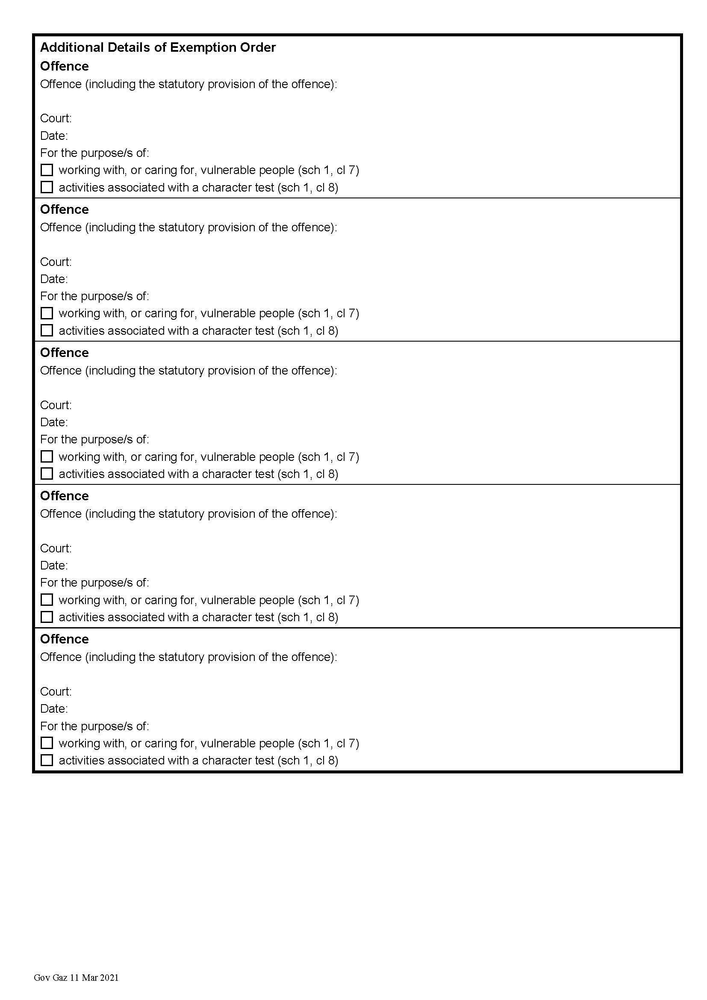 Additional Details of Exemption Order
Offence
Offence (including the statutory provision of the offence):
Court:
Date:
For the purpose/s of:
working with, or caring for, vulnerable people (sch 1, cl 7)
activities associated with a character test (sch 1, cl 8)
Offence
Offence (including the statutory provision of the offence):
Court:
Date:
For the purpose/s of:
working with, or caring for, vulnerable people (sch 1, cl 7)
activities associated with a character test (sch 1, cl 8)
Offence
Offence (including the statutory provision of the offence):
Court:
Date:
For the purpose/s of:
working with, or caring for, vulnerable people (sch 1, cl 7)
activities associated with a character test (sch 1, cl 8)
Offence
Offence (including the statutory provision of the offence):
Court:
Date:
For the purpose/s of:
working with, or caring for, vulnerable people (sch 1, cl 7)
activities associated with a character test (sch 1, cl 8)
Offence
Offence (including the statutory provision of the offence):
Court:
Date:
For the purpose/s of:
working with, or caring for, vulnerable people (sch 1, cl 7)
activities associated with a character test (sch 1, cl 8)
Gov Gaz 11 Mar 2021